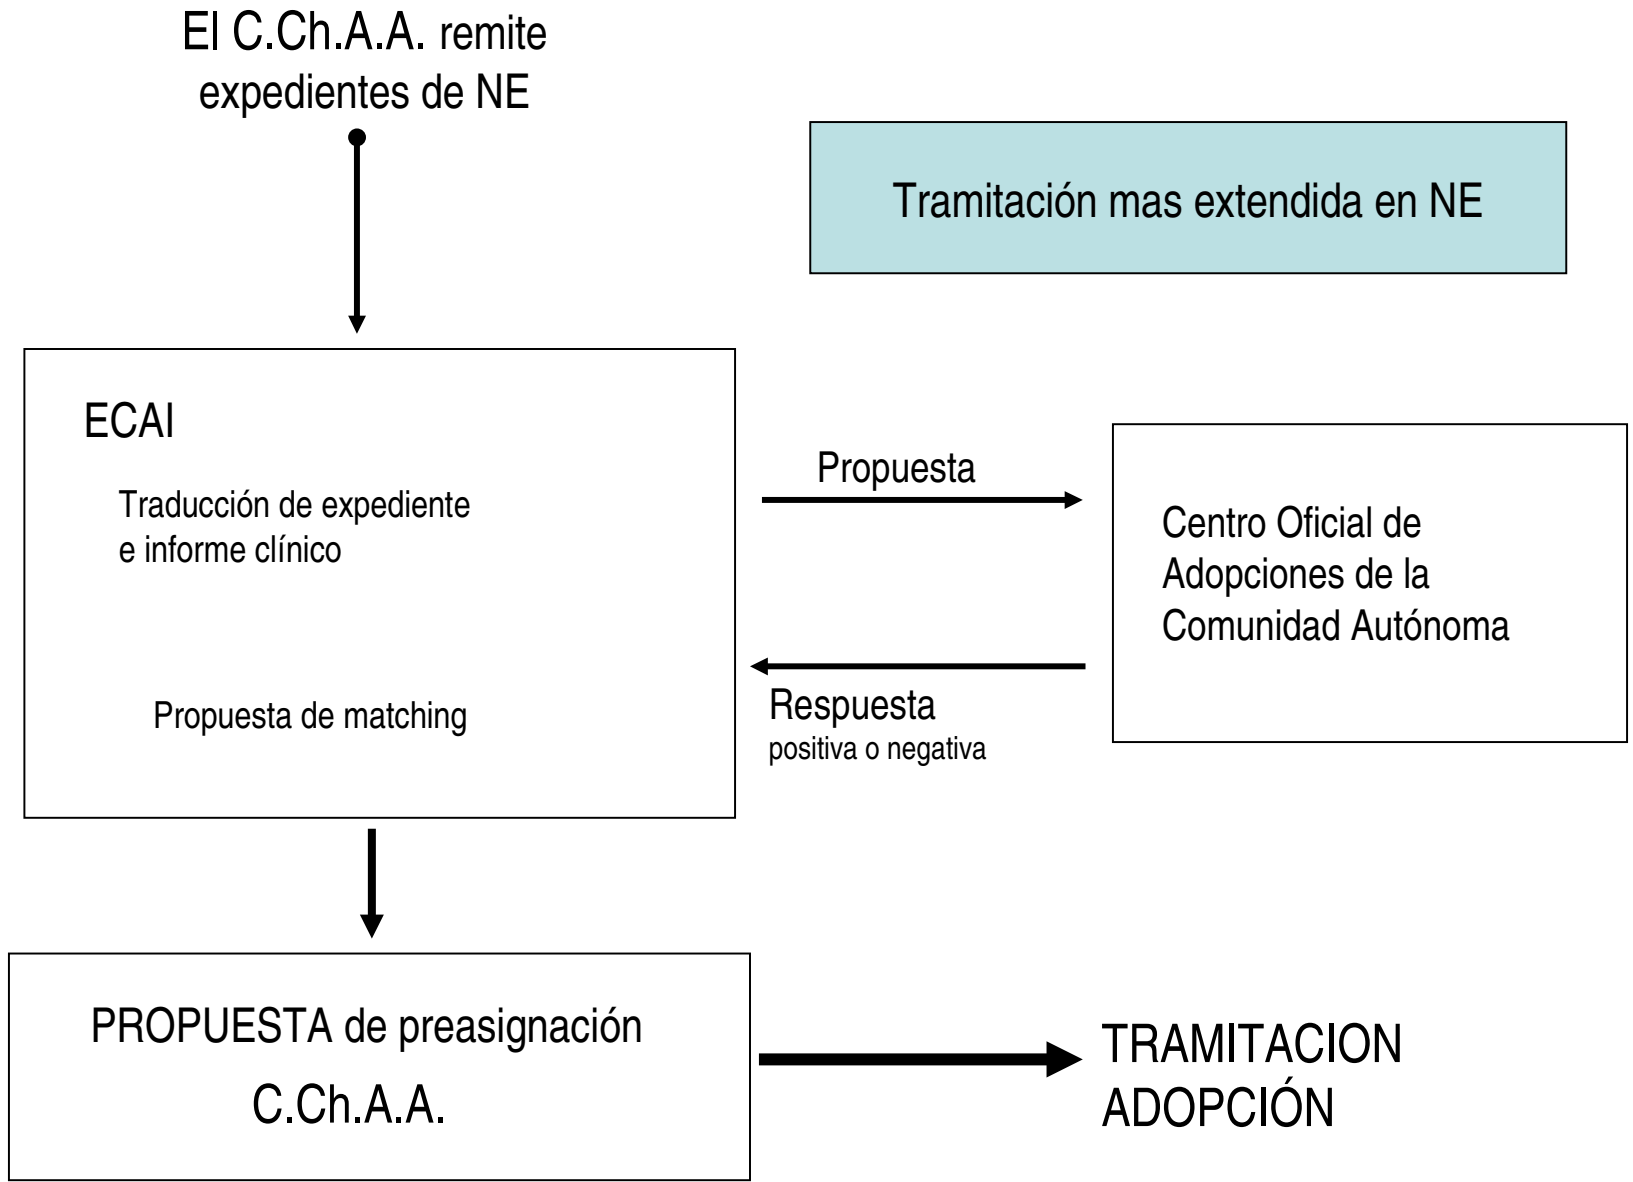 El C.Ch.A.A. remite
expedientes de NE
Tramitación mas extendida en NE
ECAI
Traducción de expediente
e informe clínico
Propuesta de matching
Propuesta
Respuesta
positiva o negativa
Centro Oficial de
Adopciones de la
Comunidad Autónoma
PROPUESTA de preasignación
C.Ch.A.A.
TRAMITACION
ADOPCIÓN